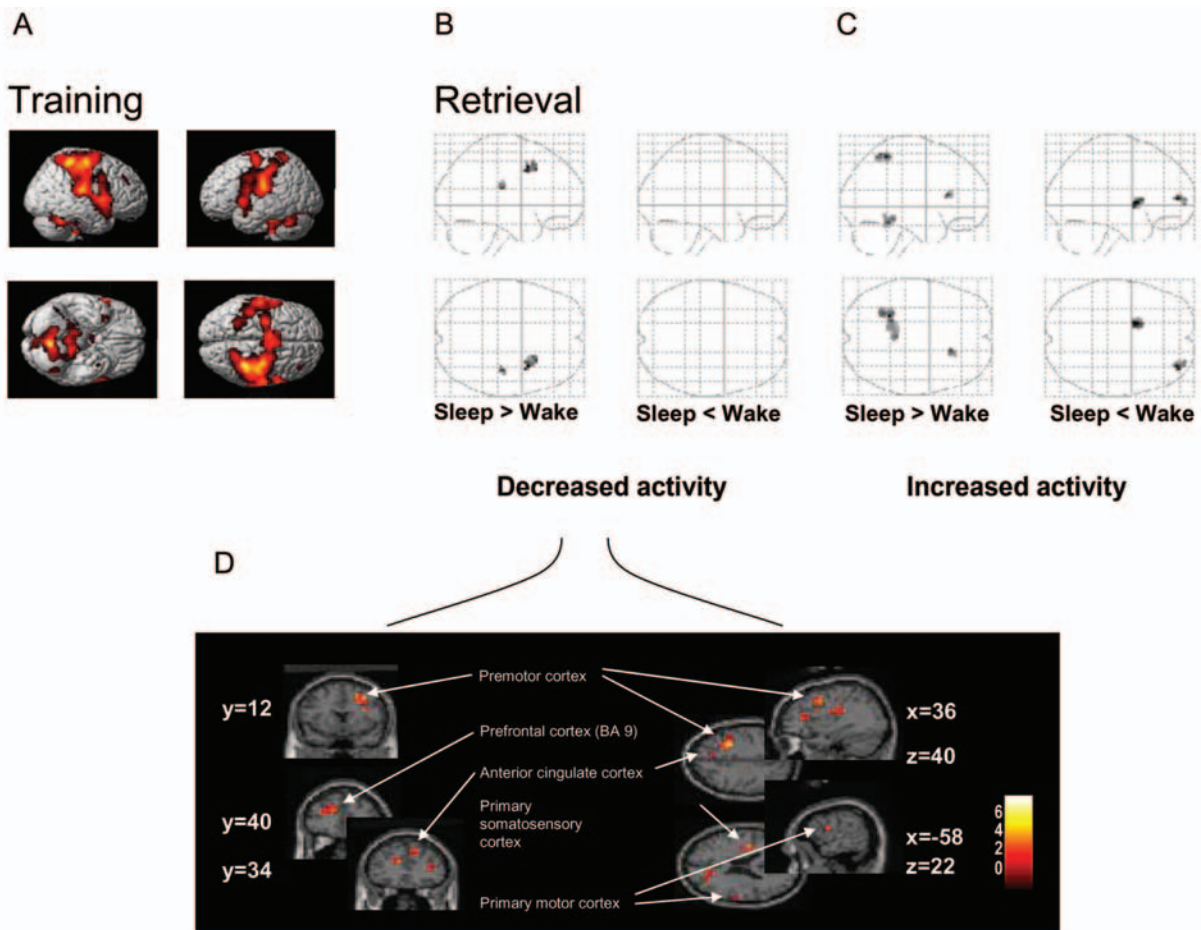 A
B
C
Training
Retrieval
Sleep > Wake
Sleep < Wake
Sleep > Wake
Sleep < Wake
Decreased activity
Increased activity
D
y=12
Premotor cortex
x=36
Prefrontal cortex (BA 9)
z=40
Anterior cingulate cortex
y=40
Primary
somatosensory
cortex
y=34
x=-58
z=22
Primary motor cortex
6
4
2
0